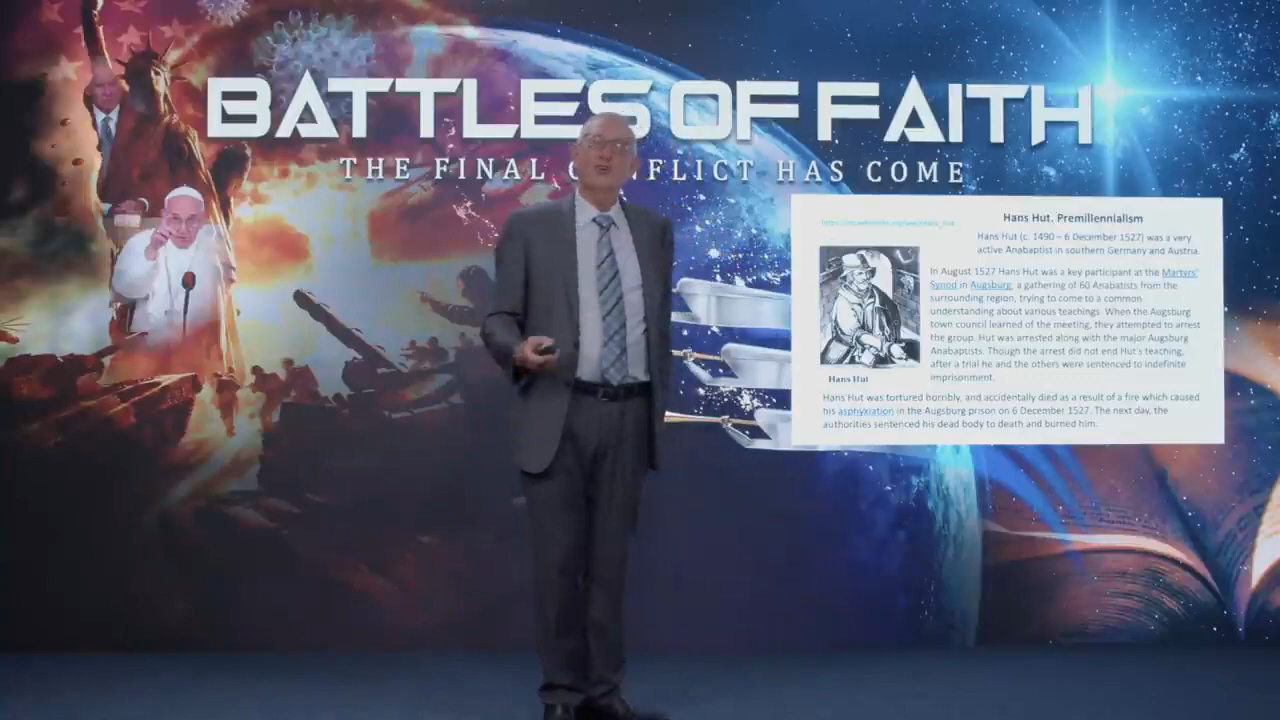 BATTLES OF FAITH
THE FINAL CONFLICT HAS COME
Hans Hut, Premillennialism
Hans Hut (c. 1490 – 6 December 1527) was a very
active Anabaptist in southern Germany and Austria.
In August 1527 Hans Hut was a key participant at the Martyrs'
Synod in Augsburg, a gathering of 60 Anabaptists from the
surrounding region, trying to come to a common
understanding about various teachings. When the Augsburg
town council learned of the meeting, they attempted to arrest
the group. Hut was arrested along with the major Augsburg
Anabaptists. Though the arrest did not end Hut's teaching,
after a trial he and the others were sentenced to indefinite
imprisonment.
Hans Hut
Hans Hut was tortured horribly, and accidentally died as a result of a fire which caused
his asphyxiation in the Augsburg prison on 6 December 1527. The next day, the
authorities sentenced his dead body to death and burned him.